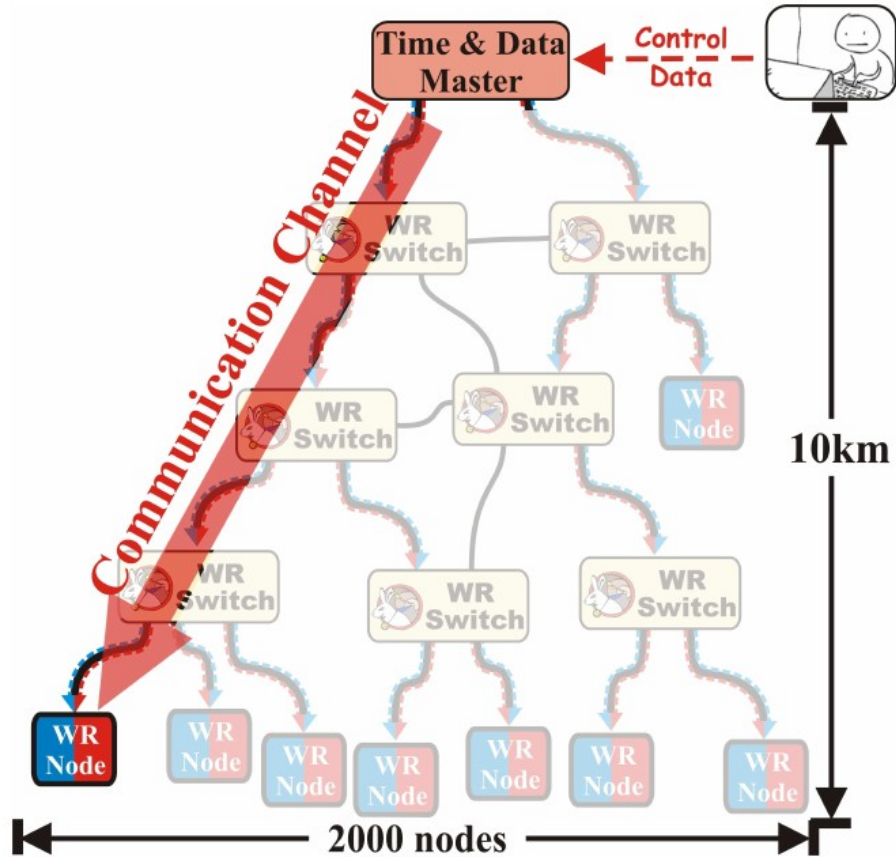 Time & Data
Master
Control
Data
Communication Channel
WR
Switch
WR
Switch
WR
Switch
WR
Switch
WR
Node
10km
WR
Switch
WR
Switch
WR
Switch
WR
Node
WR
Node
WR
Node
WR
Node
WR
Node
WR
Node
WR
Node
2000 nodes